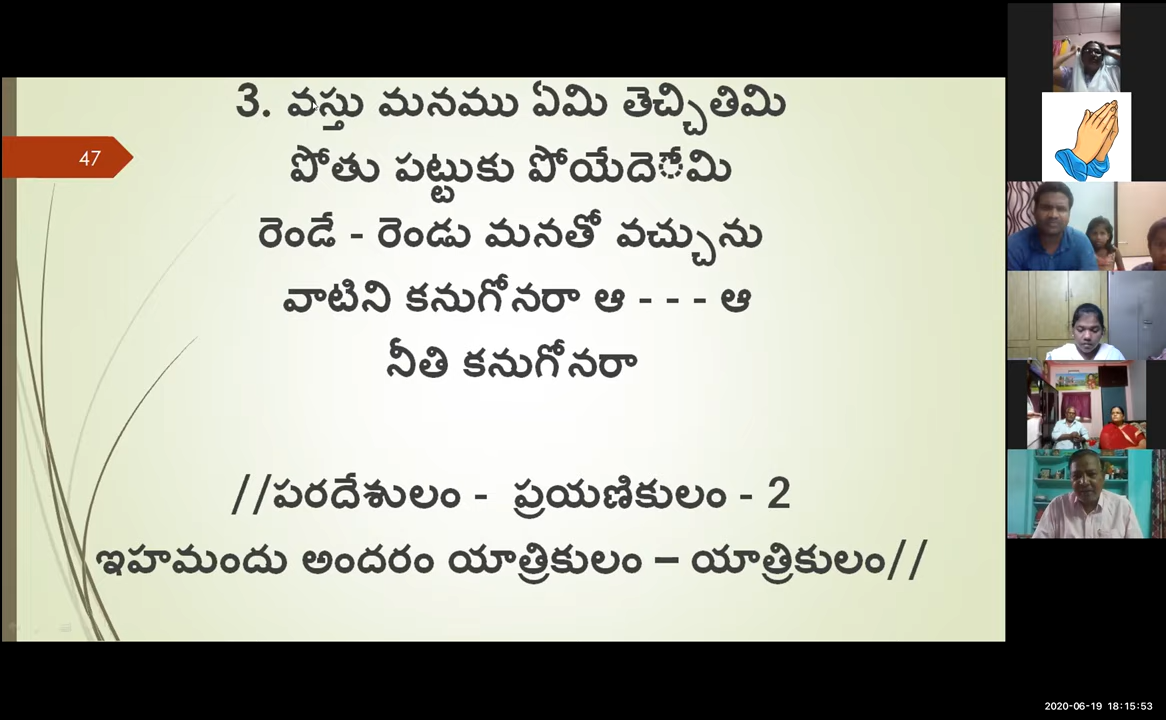 3. వస్తు మనము ఏమి తెచ్చితిమి
47
పోతు పట్టుకు పోయేదెేమి
రెండే - రెండు మనతో వచ్చును
వాటిని కనుగోనరా ఆ - - - ఆ
నీతి కనుగోనరా
//పరదేశులం - ప్రయణికులం - 2
ఇహమందు అందరం యాత్రికులం – యాత్రికులం//
2020-06-19 18:15:53